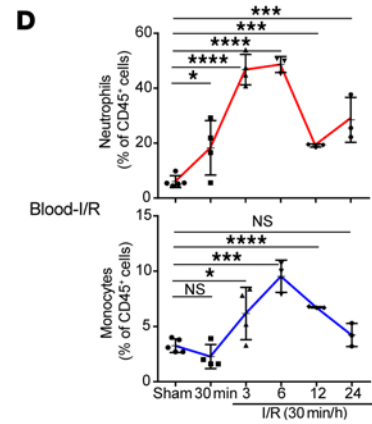 D
***
***
****
****
*
60
40
20
0
Neutrophils
(% of CD45⁺ cells)
Blood-I/R
NS
****
***
*
NS
15
10
5
0
Monocytes
(% of CD45⁺ cells)
Sham 30 min 3 6 12 24
I/R (30 min/h)